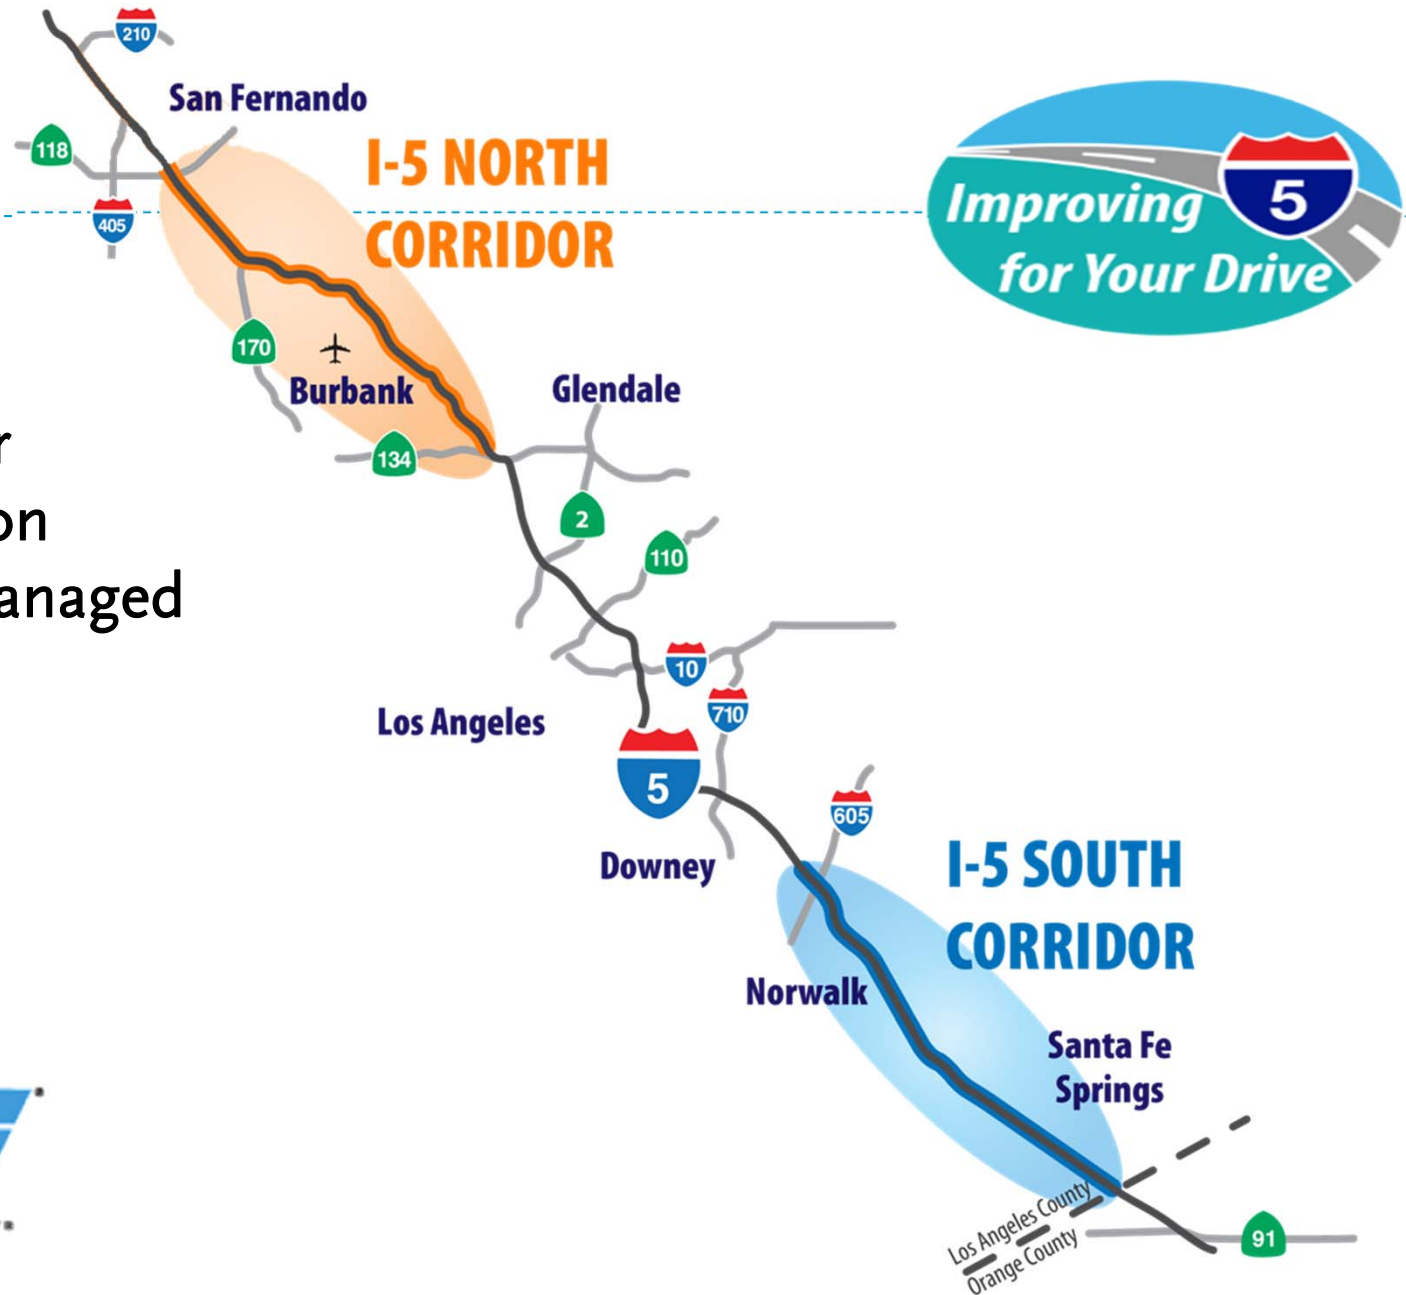 210
San Fernando
118
I-5 NORTH
CORRIDOR
405
Improving
5
for Your Drive
170
Burbank
Glendale
134
r
on
2
110
anaged
10
Los Angeles
710
5
605
Downey
I-5 SOUTH
CORRIDOR
Norwalk
Santa Fe
Springs
Los Angeles County
Orange County
91